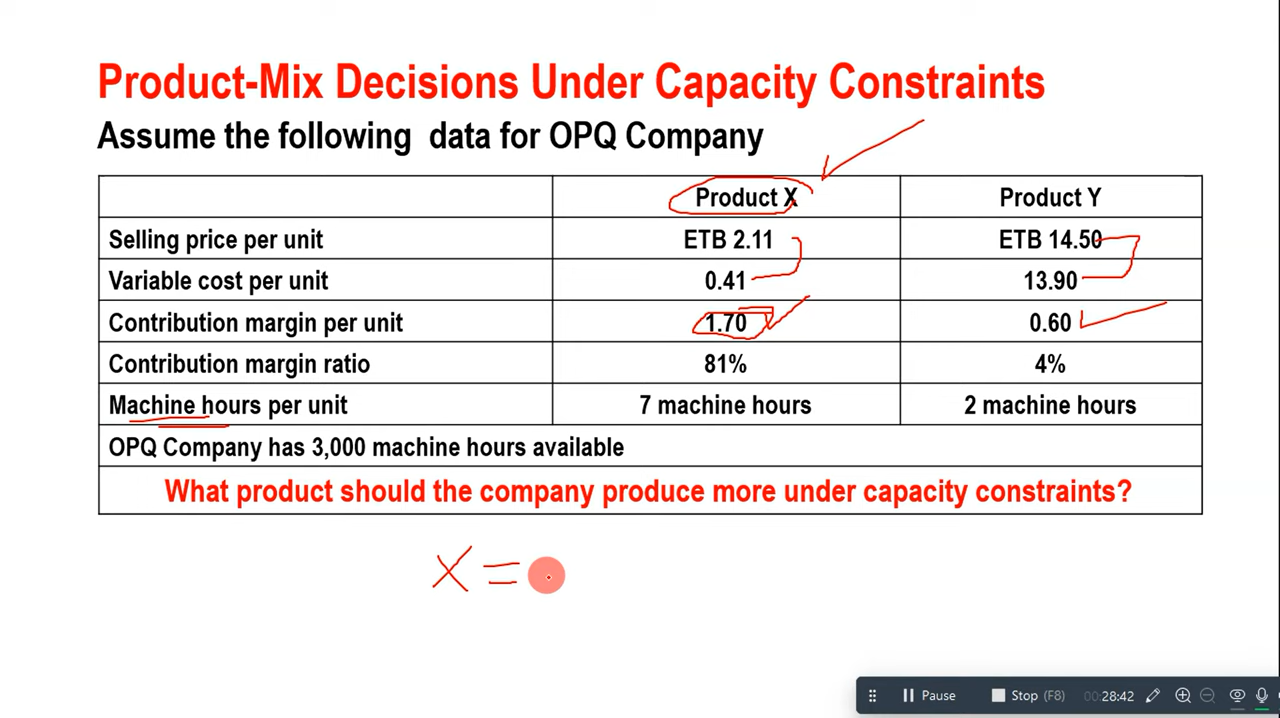 Product-Mix Decisions Under Capacity Constraints
Assume the following data for OPQ Company
Product X Product Y
Selling price per unit ETB 2.11 ETB 14.50
Variable cost per unit 0.41 13.90
Contribution margin per unit 1.70 0.60
Contribution margin ratio 81% 4%
Machine hours per unit 7 machine hours 2 machine hours
OPQ Company has 3,000 machine hours available
What product should the company produce more under capacity constraints?
X =
Pause Stop (F8) 00:28:42